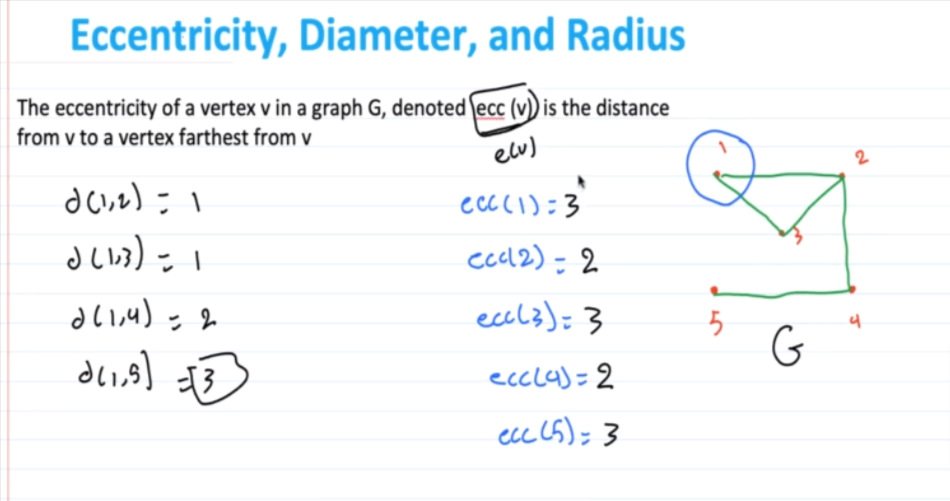 Eccentricity, Diameter, and Radius
The eccentricity of a vertex v in a graph G, denoted ecc (v) is the distance
from v to a vertex farthest from v
e(v)
d(1,2) = 1
d(1,3) = 1
d(1,4) = 2
d(1,5) = 3
ecc(1) = 3
ecc(2) = 2
ecc(3) = 3
ecc(4) = 2
ecc(5) = 3
1
2
3
5
4
G